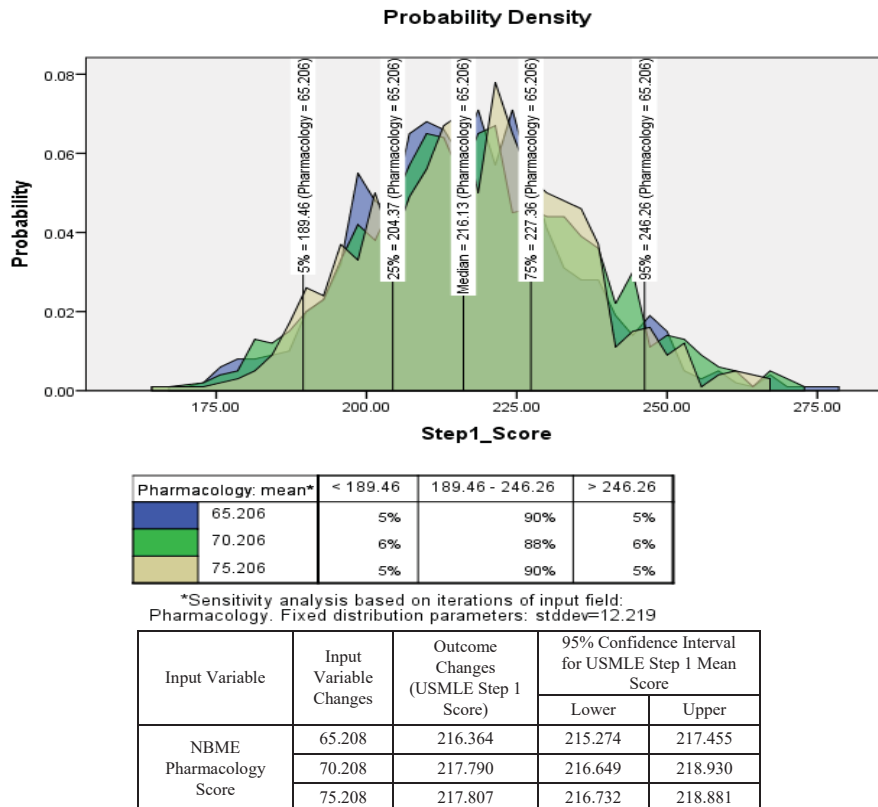 Probability Density
Probability
0.08
0.06
0.04
0.02
0.00
5% = 189.46 (Pharmacology = 65.206)
25% = 204.37 (Pharmacology = 65.206)
Median = 216.13 (Pharmacology = 65.206)
75% = 227.36 (Pharmacology = 65.206)
95% = 246.26 (Pharmacology = 65.206)
175.00 200.00 225.00 250.00 275.00
Step1_Score
Pharmacology: mean* < 189.46 189.46 - 246.26 > 246.26
65.206 5% 90% 5%
70.206 6% 88% 6%
75.206 5% 90% 5%
*Sensitivity analysis based on iterations of input field:
Pharmacology. Fixed distribution parameters: stddev=12.219
Input Variable
Input
Variable
Changes
Outcome
Changes
(USMLE Step 1
Score)
95% Confidence Interval
for USMLE Step 1 Mean
Score
Lower Upper
NBME
Pharmacology
Score
65.208 216.364 215.274 217.455
70.208 217.790 216.649 218.930
75.208 217.807 216.732 218.881